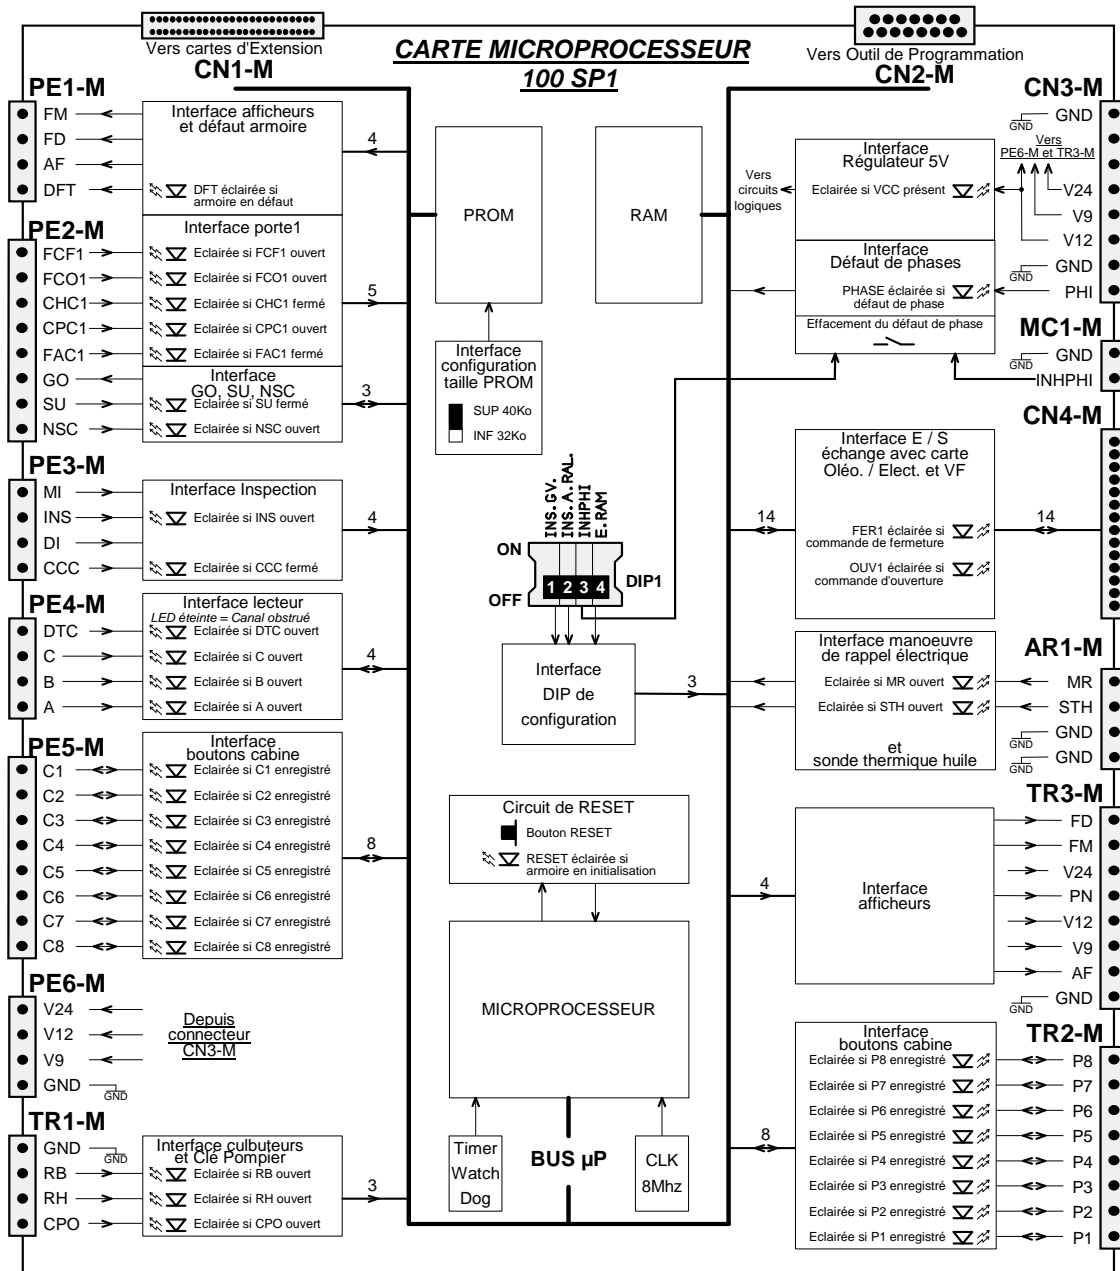 Vers cartes d'Extension
CN1-M
CARTE MICROPROCESSEUR
100 SP1
Vers Outil de Programmation
CN2-M
PE1-M
FM
FD
AF
DFT
Interface afficheurs
et défaut armoire
DFT éclairée si
armoire en défaut
4
PE2-M
FCF1
FCO1
CHC1
CPC1
FAC1
GO
SU
NSC
Interface porte1
Eclairée si FCF1 ouvert
Eclairée si FCO1 ouvert
Eclairée si CHC1 fermé
Eclairée si CPC1 ouvert
Eclairée si FAC1 fermé
5
Interface
GO, SU, NSC
Eclairée si SU fermé
Eclairée si NSC ouvert
3
PE3-M
MI
INS
DI
CCC
Interface Inspection
Eclairée si INS ouvert
Eclairée si CCC fermé
4
PE4-M
DTC
C
B
A
Interface lecteur
LED éteinte = Canal obstrué
Eclairée si DTC ouvert
Eclairée si C ouvert
Eclairée si B ouvert
Eclairée si A ouvert
4
PE5-M
C1
C2
C3
C4
C5
C6
C7
C8
Interface
boutons cabine
Eclairée si C1 enregistré
Eclairée si C2 enregistré
Eclairée si C3 enregistré
Eclairée si C4 enregistré
Eclairée si C5 enregistré
Eclairée si C6 enregistré
Eclairée si C7 enregistré
Eclairée si C8 enregistré
8
PE6-M
V24
V12
V9
GND
GND
Depuis
connecteur
CN3-M
TR1-M
GND
RB
RH
CPO
GND
Interface culbuteurs
et Clé Pompier
Eclairée si RB ouvert
Eclairée si RH ouvert
Eclairée si CPO ouvert
3
PROM
RAM
Interface
configuration
taille PROM
SUP 40Ko
INF 32Ko
INS.GV.
INS.A.RAL.
INHPHI
E.RAM
ON
OFF
1 2 3 4
DIP1
Interface
DIP de
configuration
3
Circuit de RESET
Bouton RESET
RESET éclairée si
armoire en initialisation
MICROPROCESSEUR
Timer
Watch
Dog
BUS µP
CLK
8Mhz
CN3-M
GND
GND
Vers
PE6-M et TR3-M
V24
V9
V12
GND
GND
PHI
Vers
circuits
logiques
Interface
Régulateur 5V
Eclairée si VCC présent
Interface
Défaut de phases
PHASE éclairée si
défaut de phase
Effacement du défaut de phase
MC1-M
GND
GND
INHPHI
CN4-M
Interface E / S
échange avec carte
Oléo. / Elect. et VF
FER1 éclairée si
commande de fermeture
OUV1 éclairée si
commande d'ouverture
14
14
AR1-M
MR
STH
GND
GND
GND
GND
Interface manoeuvre
de rappel électrique
Eclairée si MR ouvert
Eclairée si STH ouvert
et
sonde thermique huile
TR3-M
FD
FM
V24
PN
V12
V9
AF
GND
GND
Interface
afficheurs
4
TR2-M
P8
P7
P6
P5
P4
P3
P2
P1
Interface
boutons cabine
Eclairée si P8 enregistré
Eclairée si P7 enregistré
Eclairée si P6 enregistré
Eclairée si P5 enregistré
Eclairée si P4 enregistré
Eclairée si P3 enregistré
Eclairée si P2 enregistré
Eclairée si P1 enregistré
8